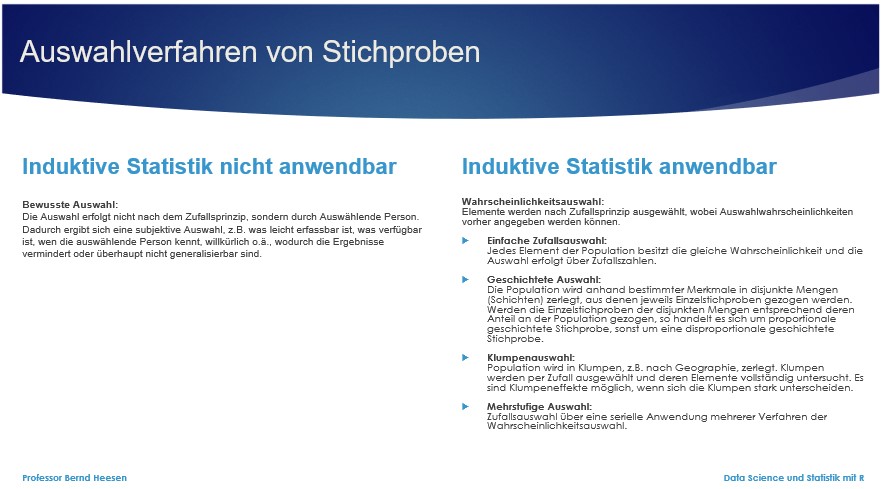 Auswahlverfahren von Stichproben
Induktive Statistik nicht anwendbar
Bewusste Auswahl:
Die Auswahl erfolgt nicht nach dem Zufallsprinzip, sondern durch Auswählende Person.
Dadurch ergibt sich eine subjektive Auswahl, z.B. was leicht erfassbar ist, was verfügbar
ist, wen die auswählende Person kennt, willkürlich o.ä., wodurch die Ergebnisse
vermindert oder überhaupt nicht generalisierbar sind.
Induktive Statistik anwendbar
Wahrscheinlichkeitsauswahl:
Elemente werden nach Zufallsprinzip ausgewählt, wobei Auswahlwahrscheinlichkeiten
vorher angegeben werden können.
Einfache Zufallsauswahl:
Jedes Element der Population besitzt die gleiche Wahrscheinlichkeit und die
Auswahl erfolgt über Zufallszahlen.
Geschichtete Auswahl:
Die Population wird anhand bestimmter Merkmale in disjunkte Mengen
(Schichten) zerlegt, aus denen jeweils Einzelstichproben gezogen werden.
Werden die Einzelstichproben der disjunkten Mengen entsprechend deren
Anteil an der Population gezogen, so handelt es sich um proportionale
geschichtete Stichprobe, sonst um eine disproportionale geschichtete
Stichprobe.
Klumpenauswahl:
Population wird in Klumpen, z.B. nach Geographie, zerlegt. Klumpen
werden per Zufall ausgewählt und deren Elemente vollständig untersucht. Es
sind Klumpeneffekte möglich, wenn sich die Klumpen stark unterscheiden.
Mehrstufige Auswahl:
Zufallsauswahl über eine serielle Anwendung mehrerer Verfahren der
Wahrscheinlichkeitsauswahl.
Professor Bernd Heesen
Data Science und Statistik mit R